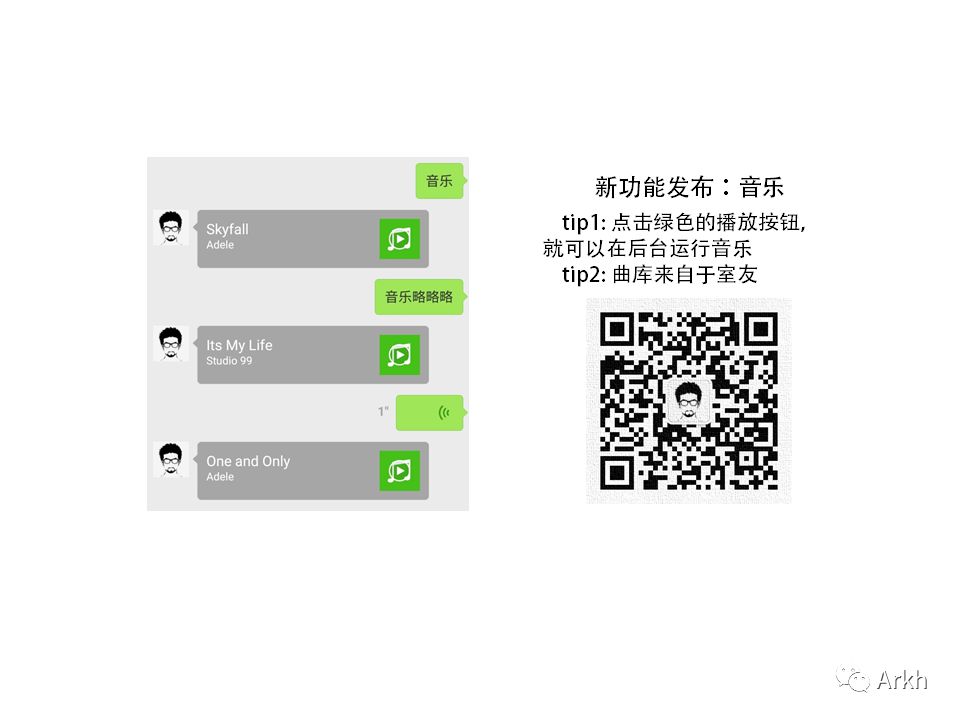 音乐
Skyfall
Adele
音乐略略略
Its My Life
Studio 99
1"
One and Only
Adele
新功能发布：音乐
tip1: 点击绿色的播放按钮,
就可以在后台运行音乐
tip2: 曲库来自于室友
Arkh